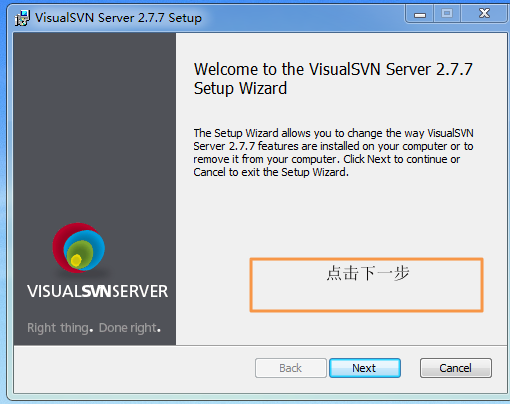 VisualSVN Server 2.7.7 Setup
Welcome to the VisualSVN Server 2.7.7
Setup Wizard
The Setup Wizard allows you to change the way VisualSVN
Server 2.7.7 features are installed on your computer or to
remove it from your computer. Click Next to continue or
Cancel to exit the Setup Wizard.
点击下一步
VISUALSVNSERVER
Right thing. Done right.
Back
Next
Cancel